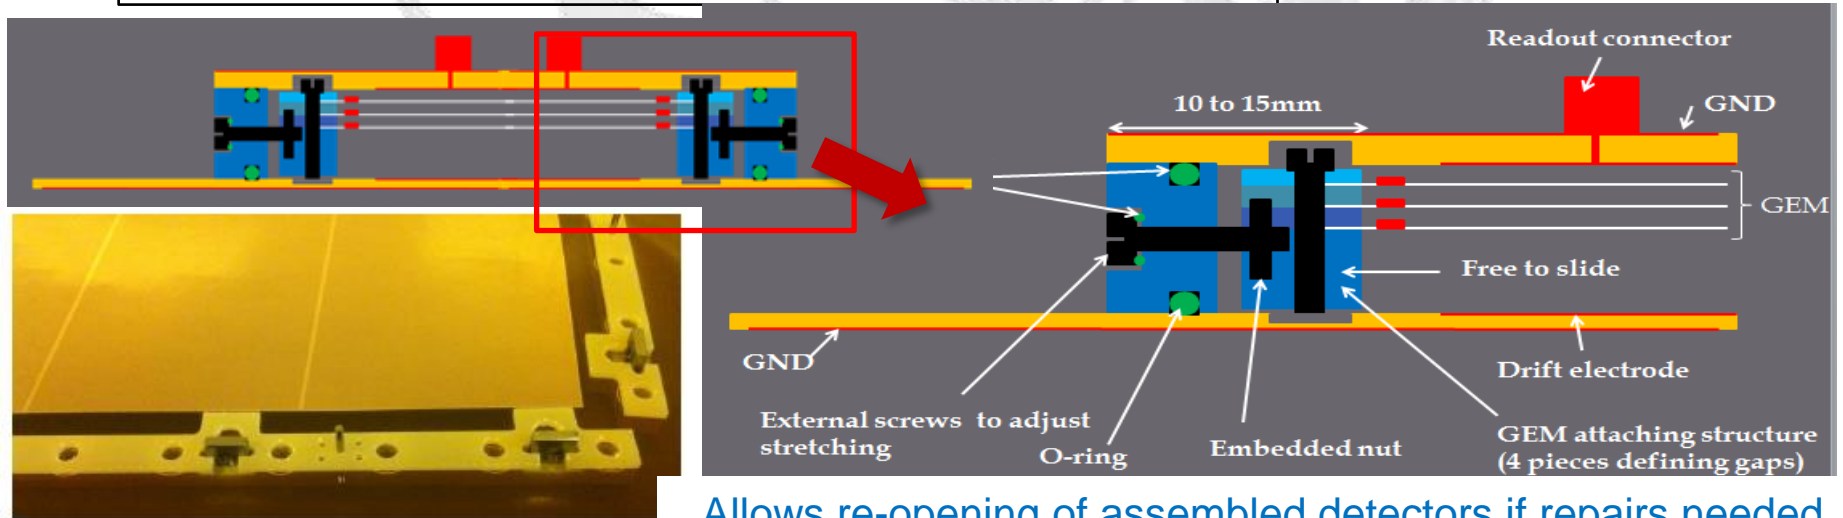 Readout connector
10 to 15mm
GND
GEM
Free to slide
GND
Drift electrode
External screws to adjust
stretching
O-ring
Embedded nut
GEM attaching structure
(4 pieces defining gaps)
Allows re-opening of assembled detectors if repairs needed